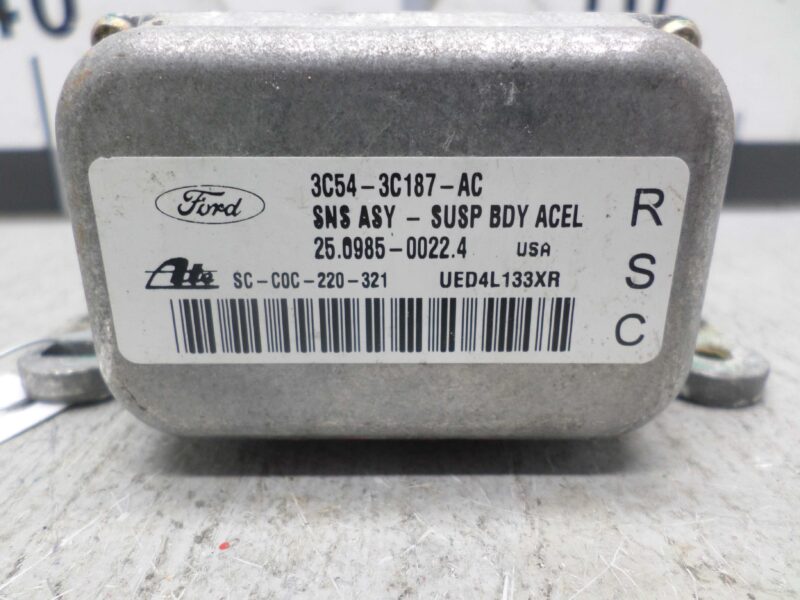 Ford
3C54-3C187-AC
SNS ASY - SUSP BDY ACEL
25.0985-0022.4 USA
Ate SC-C0C-220-321 UED4L133XR
R
S
C